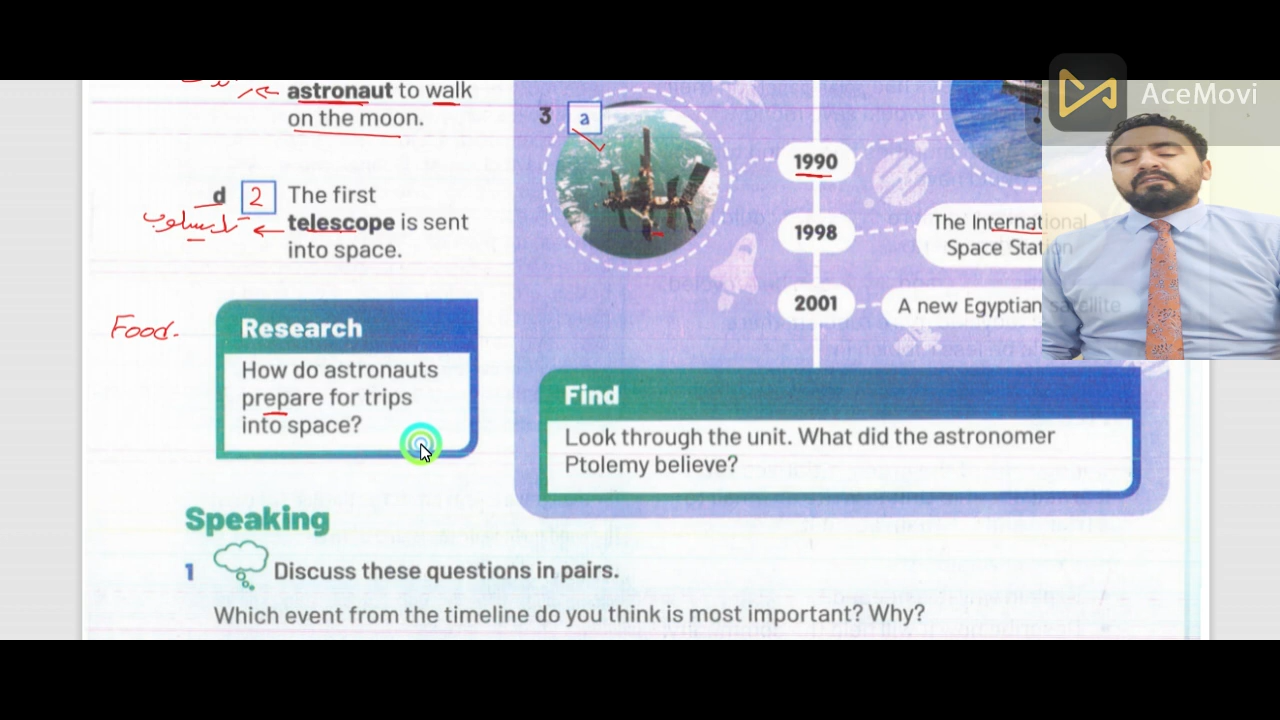 AceMovi
astronaut to walk
on the moon.
3 a
1990
d 2 The first
تلسكوب
telescope is sent
into space.
1998
The International
Space Station
2001
A new Egyptian satellite
Food.
Research
How do astronauts
prepare for trips
into space?
Find
Look through the unit. What did the astronomer
Ptolemy believe?
Speaking
1 Discuss these questions in pairs.
Which event from the timeline do you think is most important? Why?